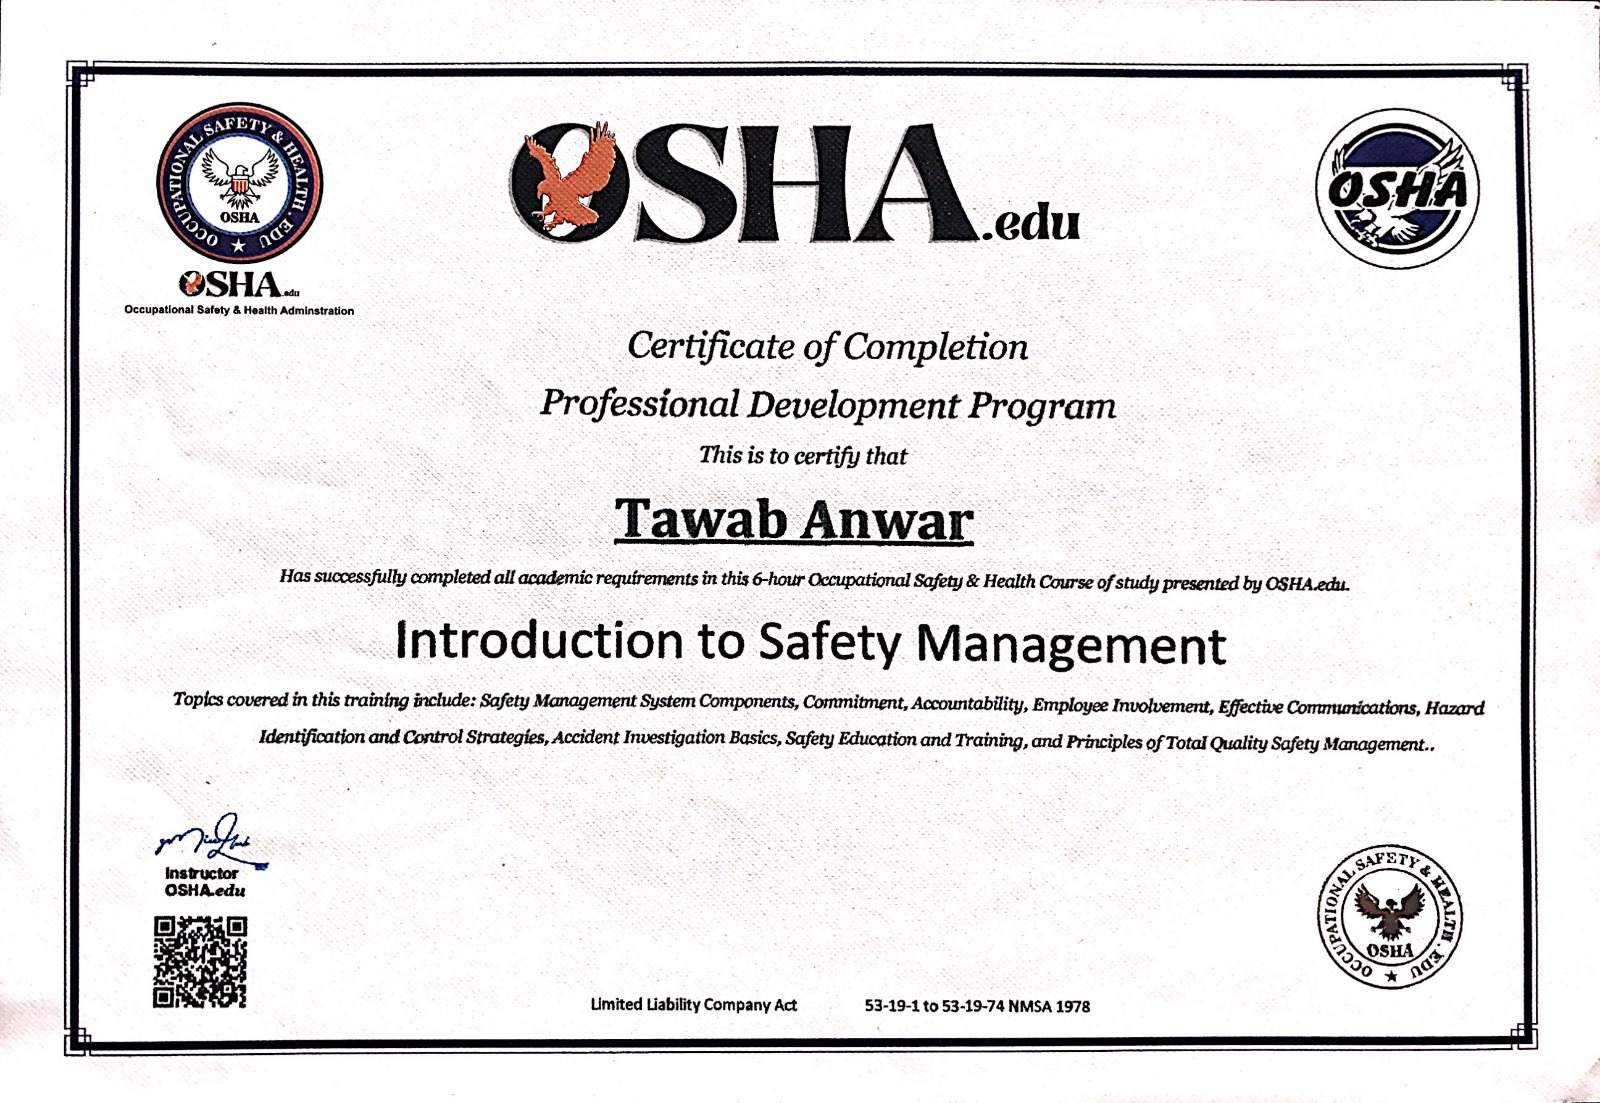 OCCUPATIONAL SAFETY & HEALTH .EDU
OSHA
OSHA.edu
Occupational Safety & Health Adminstration
OSHA.edu
OSHA
Certificate of Completion
Professional Development Program
This is to certify that
Tawab Anwar
Has successfully completed all academic requirements in this 6-hour Occupational Safety & Health Course of study presented by OSHA.edu.
Introduction to Safety Management
Topics covered in this training include: Safety Management System Components, Commitment, Accountability, Employee Involvement, Effective Communications, Hazard
Identification and Control Strategies, Accident Investigation Basics, Safety Education and Training, and Principles of Total Quality Safety Management..
Instructor
OSHA.edu
OCCUPATIONAL SAFETY & HEALTH .EDU
OSHA
Limited Liability Company Act 53-19-1 to 53-19-74 NMSA 1978